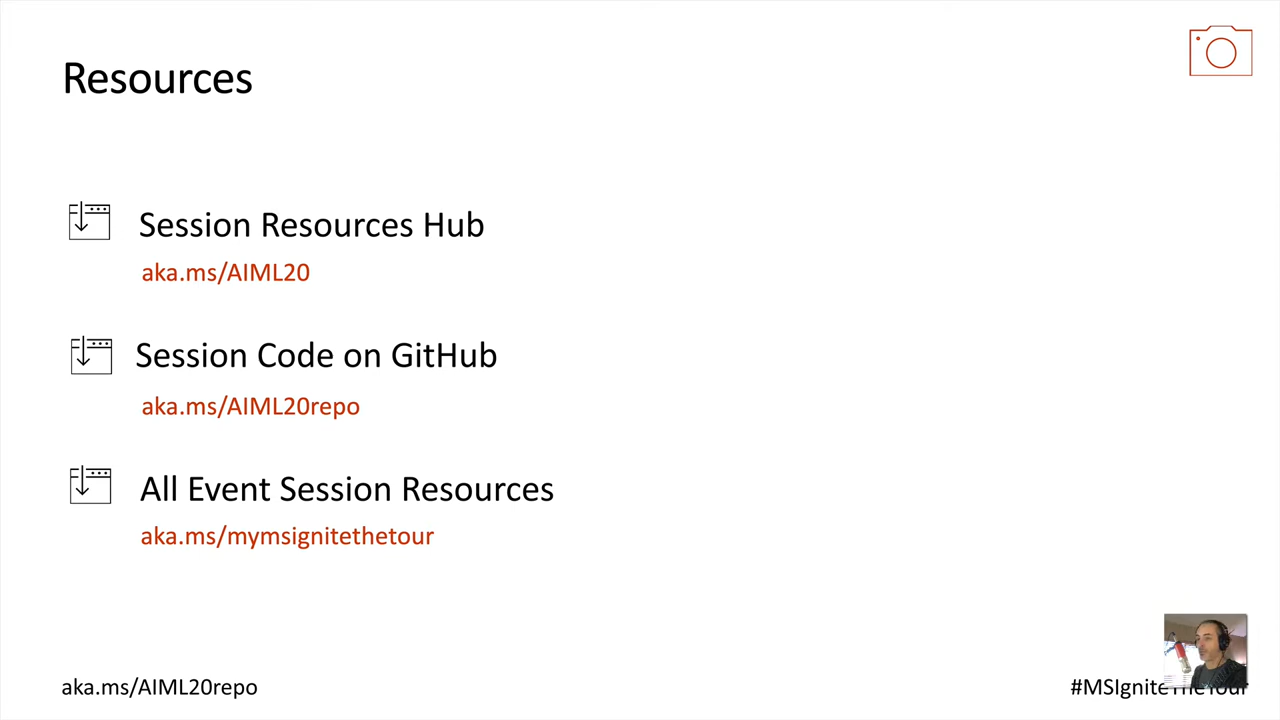 Resources
Session Resources Hub
aka.ms/AIML20
Session Code on GitHub
aka.ms/AIML20repo
All Event Session Resources
aka.ms/mymsignitethetour
aka.ms/AIML20repo
#MSIgniteTheTour